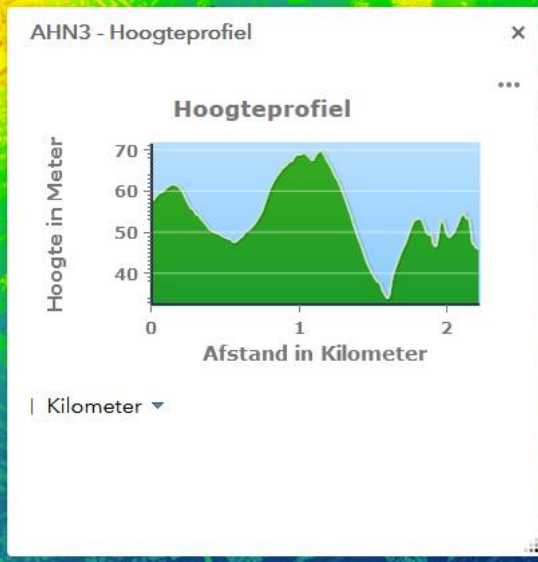 AHN3 - Hoogteprofiel
Hoogteprofiel
Hoogte in Meter
70
60
50
40
0 1 2
Afstand in Kilometer
| Kilometer